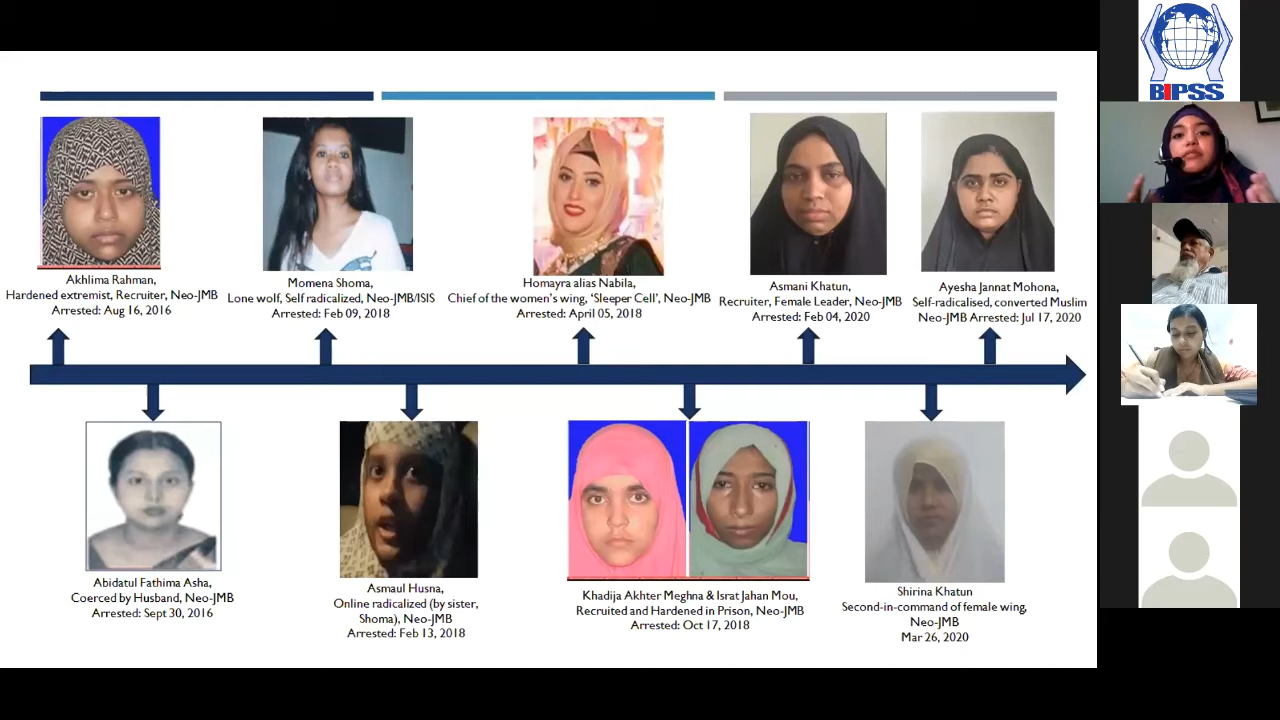 BIPSS
Akhlima Rahman,
Hardened extremist, Recruiter, Neo-JMB
Arrested: Aug 16, 2016
Momena Shoma,
Lone wolf, Self radicalized, Neo-JMB/ISIS
Arrested: Feb 09, 2018
Homayra alias Nabila,
Chief of the women's wing, 'Sleeper Cell', Neo-JMB
Arrested: April 05, 2018
Asmani Khatun,
Recruiter, Female Leader, Neo-JMB
Arrested: Feb 04, 2020
Ayesha Jannat Mohona,
Self-radicalised, converted Muslim
Neo-JMB Arrested: Jul 17, 2020
Abidatul Fathima Asha,
Coerced by Husband, Neo-JMB
Arrested: Sept 30, 2016
Asmaul Husna,
Online radicalized (by sister,
Shoma), Neo-JMB
Arrested: Feb 13, 2018
Khadija Akhter Meghna & Israt Jahan Mou,
Recruited and Hardened in Prison, Neo-JMB
Arrested: Oct 17, 2018
Shirina Khatun
Second-in-command of female wing,
Neo-JMB
Mar 26, 2020